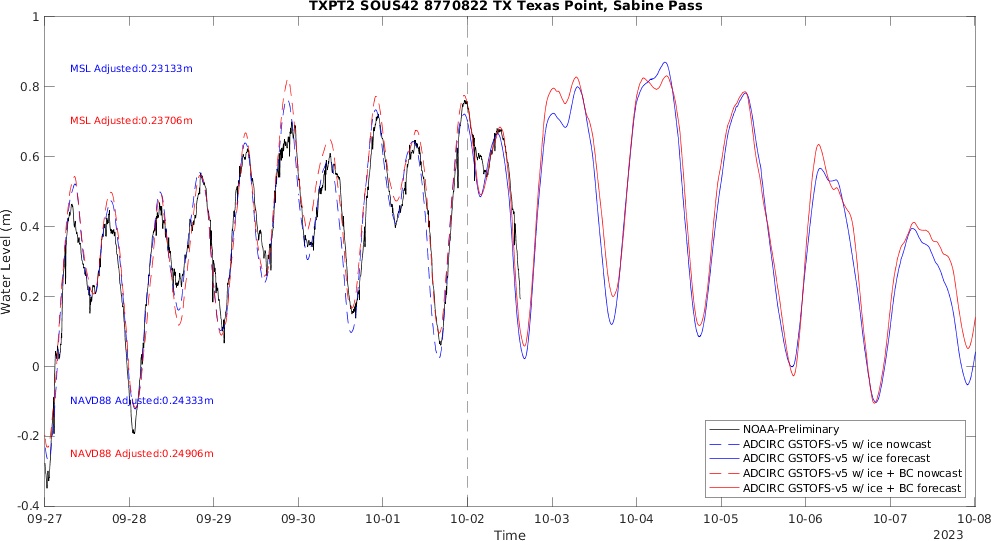 TXPT2 SOUS42 8770822 TX Texas Point, Sabine Pass
1
0.8
0.6
0.4
0.2
0
-0.2
-0.4
Water Level (m)
MSL Adjusted:0.23133m
MSL Adjusted:0.23706m
NAVD88 Adjusted:0.24333m
NAVD88 Adjusted:0.24906m
NOAA-Preliminary
ADCIRC GSTOFS-v5 w/ ice nowcast
ADCIRC GSTOFS-v5 w/ ice forecast
ADCIRC GSTOFS-v5 w/ ice + BC nowcast
ADCIRC GSTOFS-v5 w/ ice + BC forecast
09-27 09-28 09-29 09-30 10-01 10-02 10-03 10-04 10-05 10-06 10-07 10-08
Time
2023